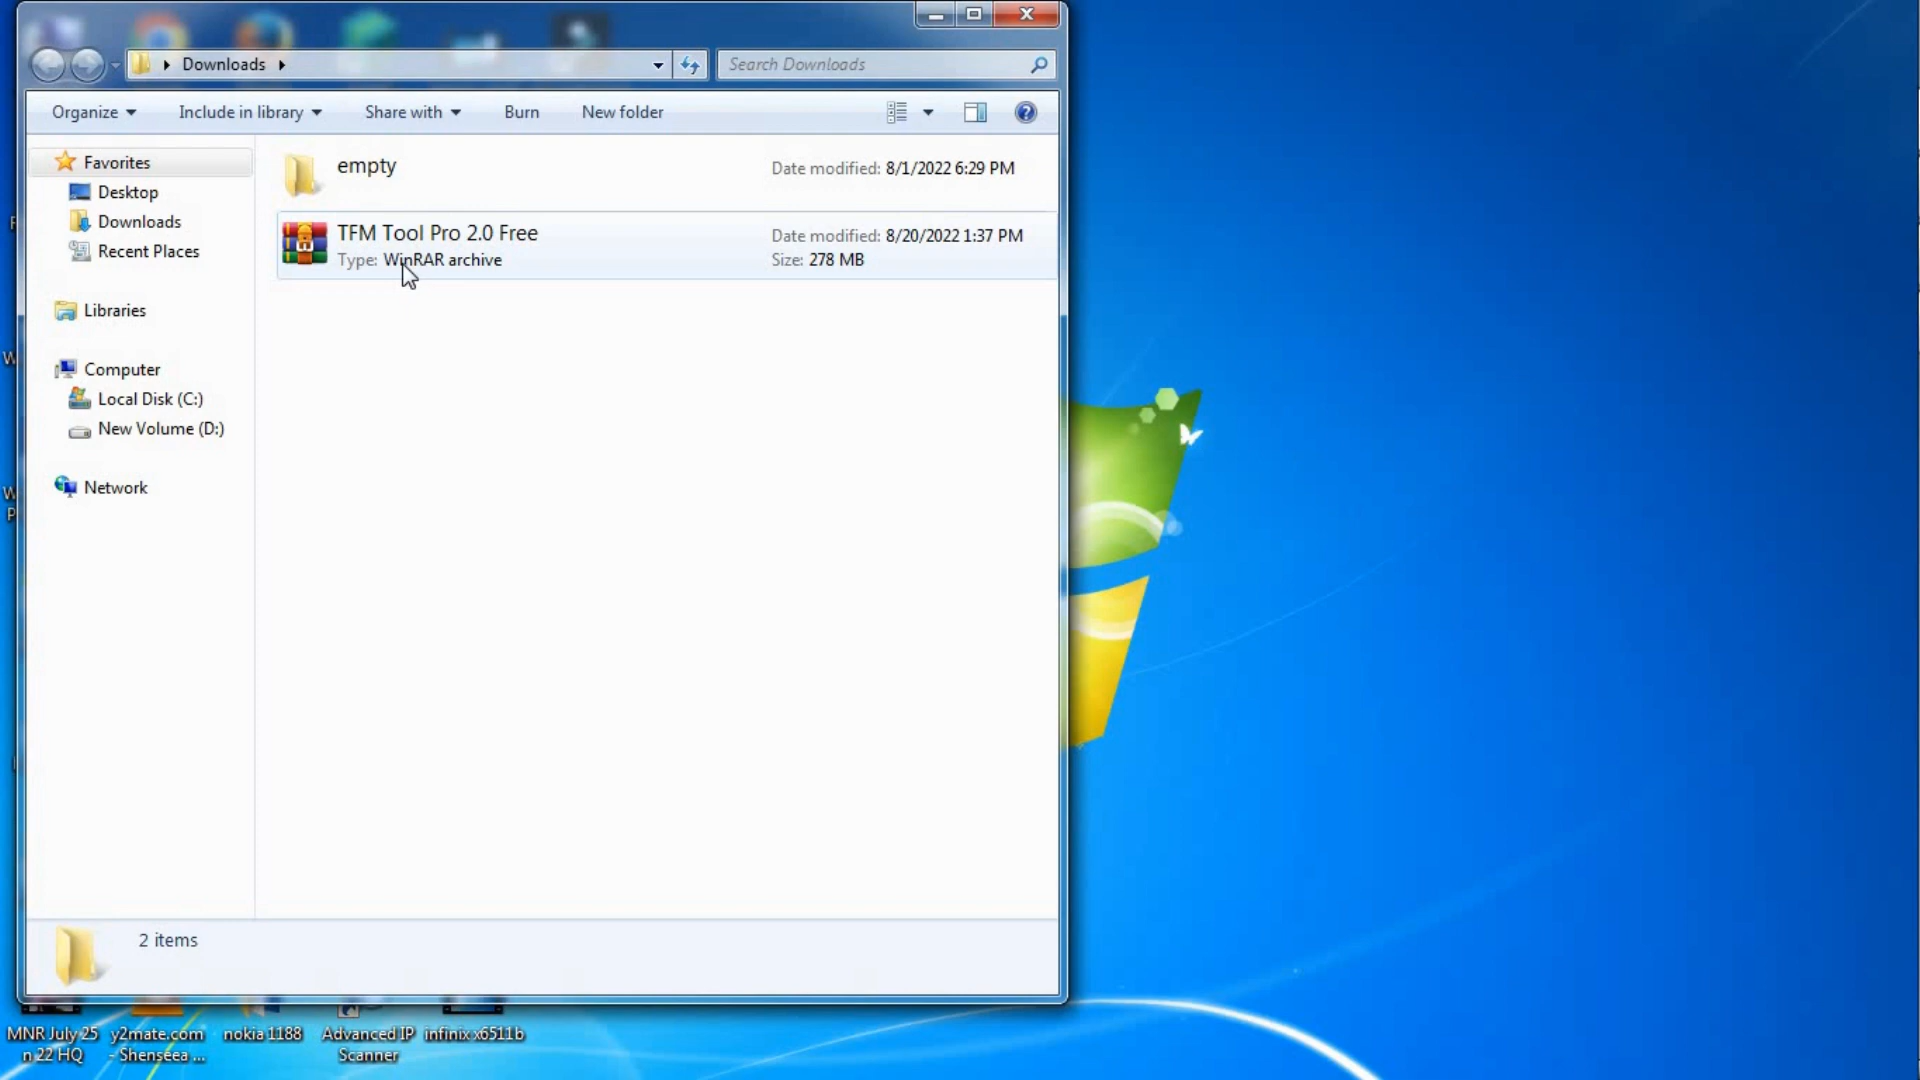 Downloads
Search Downloads
Organize
Include in library
Share with
Burn
New folder
Favorites
Desktop
Downloads
Recent Places
Libraries
Computer
Local Disk (C:)
New Volume (D:)
Network
empty
Date modified: 8/1/2022 6:29 PM
TFM Tool Pro 2.0 Free
Date modified: 8/20/2022 1:37 PM
Type: WinRAR archive
Size: 278 MB
2 items
MNR July 25
n 22 HQ
y2mate.com
- Shenseea ...
nokia 1188
Advanced IP
Scanner
infinix x6511b